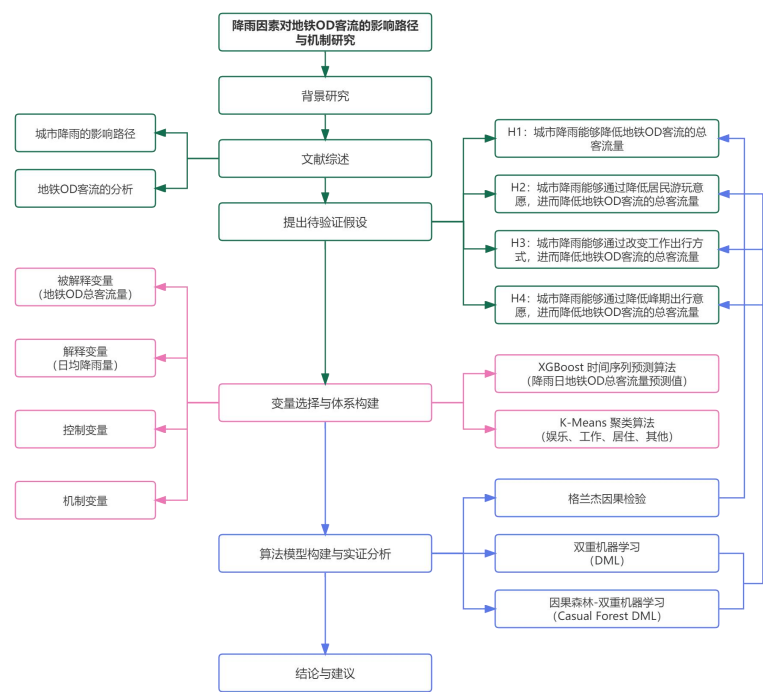 降雨因素对地铁OD客流的影响路径
与机制研究
背景研究
文献综述
城市降雨的影响路径
地铁OD客流的分析
提出待验证假设
H1：城市降雨能够降低地铁OD客流的总
客流量
H2：城市降雨能够通过降低居民游玩意
愿，进而降低地铁OD客流的总客流量
H3：城市降雨能够通过改变工作出行方
式，进而降低地铁OD客流的总客流量
H4：城市降雨能够通过降低峰期出行意
愿，进而降低地铁OD客流的总客流量
被解释变量
（地铁OD总客流量）
解释变量
（日均降雨量）
控制变量
机制变量
变量选择与体系构建
XGBoost 时间序列预测算法
（降雨日地铁OD总客流量预测值）
K-Means 聚类算法
（娱乐、工作、居住、其他）
算法模型构建与实证分析
格兰杰因果检验
双重机器学习
（DML）
因果森林-双重机器学习
（Casual Forest DML）
结论与建议